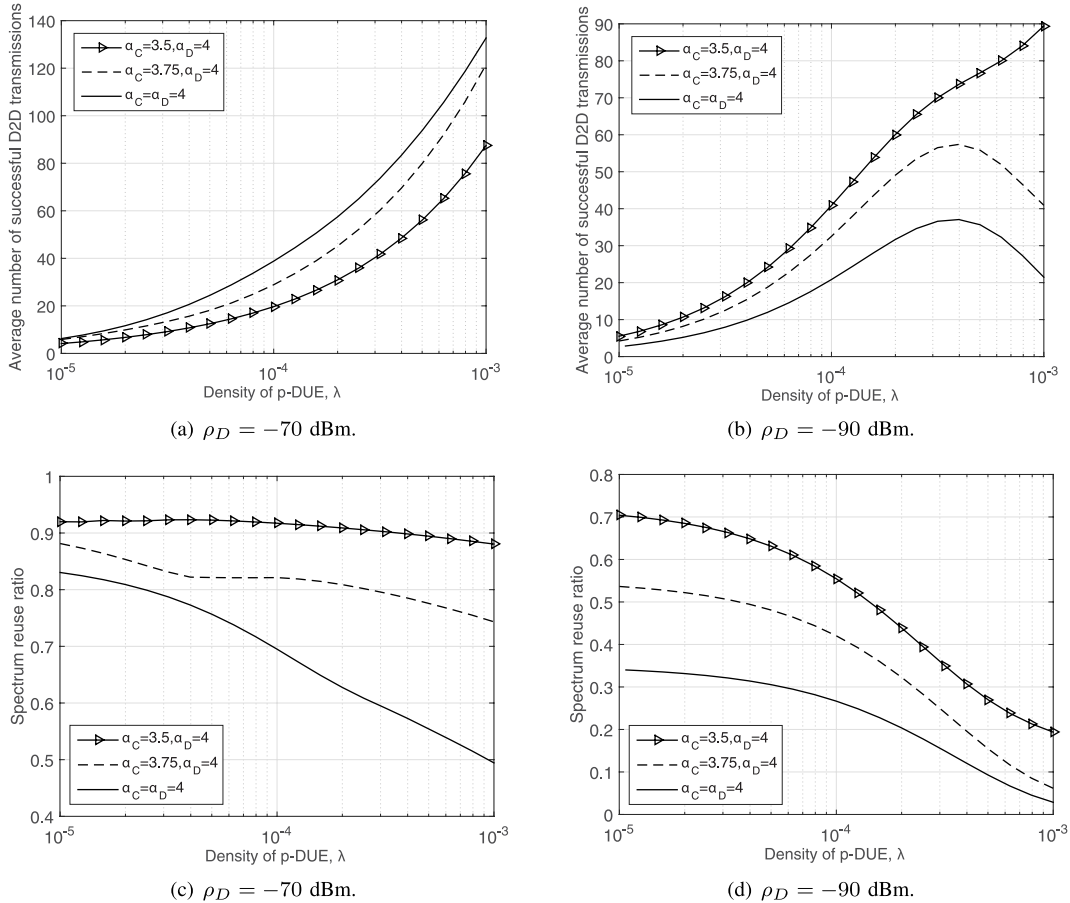 Average number of successful D2D transmissions
140
120
100
80
60
40
20
0
α_C=3.5,α_D=4
α_C=3.75,α_D=4
α_C=α_D=4
10^-5
10^-4
10^-3
Density of p-DUE, λ
(a) ρ_D = −70 dBm.
Average number of successful D2D transmissions
90
80
70
60
50
40
30
20
10
0
α_C=3.5,α_D=4
α_C=3.75,α_D=4
α_C=α_D=4
10^-5
10^-4
10^-3
Density of p-DUE, λ
(b) ρ_D = −90 dBm.
Spectrum reuse ratio
1
0.9
0.8
0.7
0.6
0.5
0.4
α_C=3.5,α_D=4
α_C=3.75,α_D=4
α_C=α_D=4
10^-5
10^-4
10^-3
Density of p-DUE, λ
(c) ρ_D = −70 dBm.
Spectrum reuse ratio
0.8
0.7
0.6
0.5
0.4
0.3
0.2
0.1
0
α_C=3.5,α_D=4
α_C=3.75,α_D=4
α_C=α_D=4
10^-5
10^-4
10^-3
Density of p-DUE, λ
(d) ρ_D = −90 dBm.